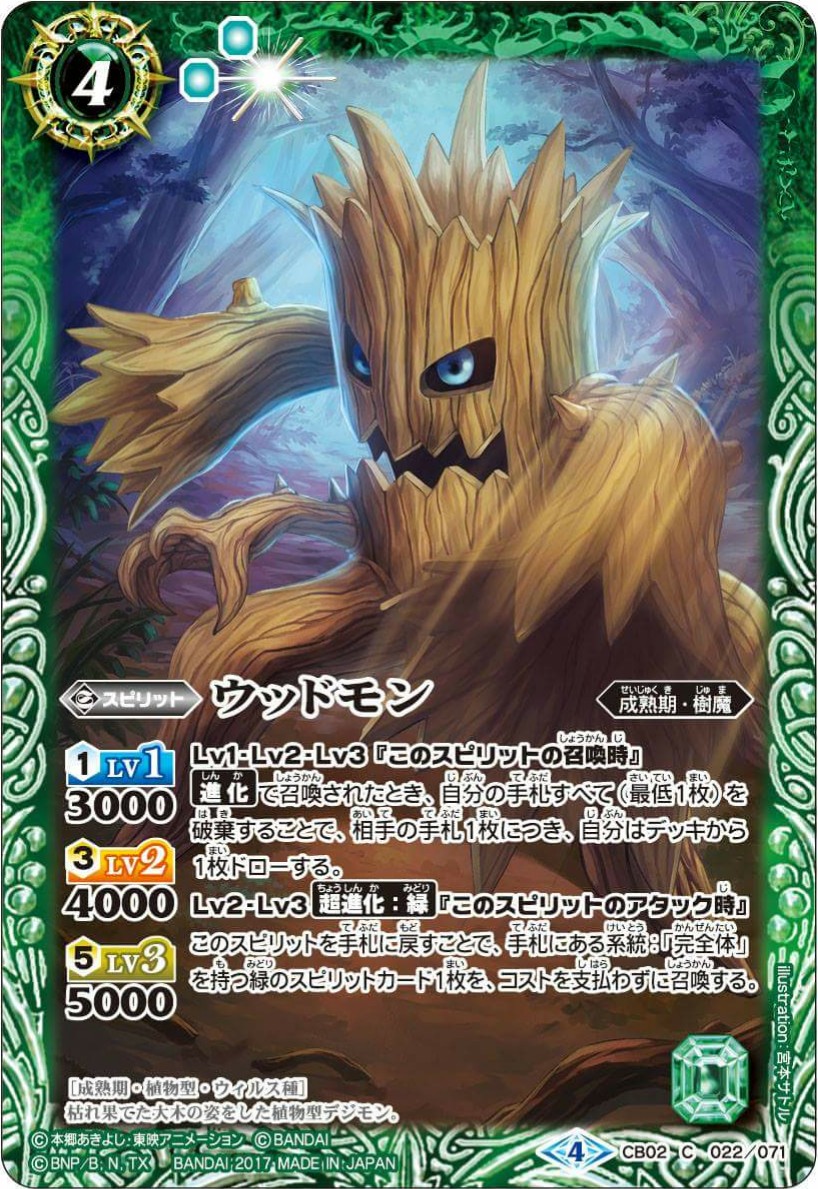 4
スピリット ウッドモン 成熟期・樹魔
せいじゅく き じゅ ま
1 LV1
3000
3 LV2
4000
5 LV3
5000
Lv1・Lv2・Lv3『このスピリットの召喚時』
【進化】で召喚されたとき、自分の手札すべて(最低1枚)を
破棄することで、相手の手札1枚につき、自分はデッキから
1枚ドローする。
Lv2・Lv3【超進化:緑】『このスピリットのアタック時』
このスピリットを手札に戻すことで、手札にある系統:「完全体」
を持つ緑のスピリットカード1枚を、コストを支払わずに召喚する。
illustration:宮本サトル
[成熟期・植物型・ウィルス種]
枯れ果てた大木の姿をした植物型デジモン。
©本郷あきよし・東映アニメーション ©BANDAI
©BNP/B, N, TX BANDAI 2017 MADE IN JAPAN
4 CB02 C 022/071